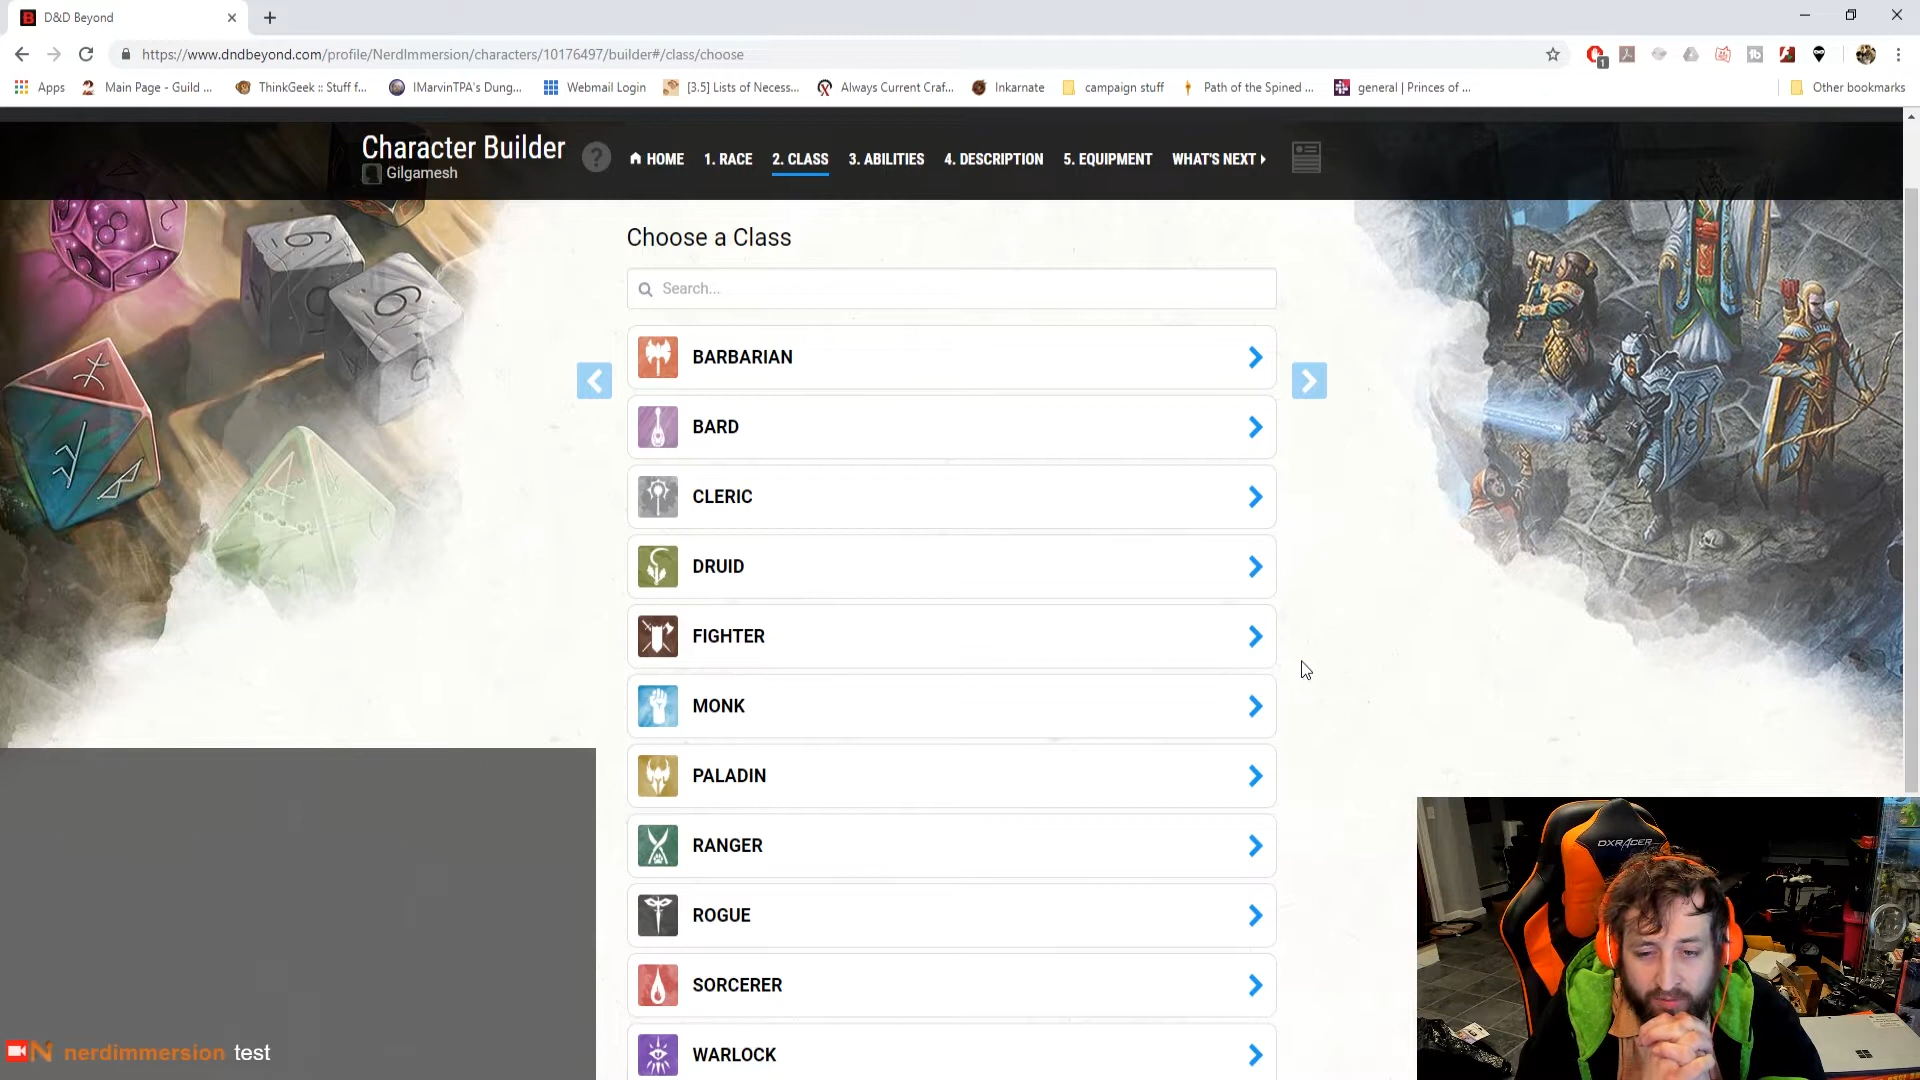 D&D Beyond
https://www.dndbeyond.com/profile/NerdImmersion/characters/10176497/builder#/class/choose
1
Apps
Main Page - Guild ...
ThinkGeek :: Stuff f...
IMarvinTPA's Dung...
Webmail Login
[3.5] Lists of Necess...
Always Current Craf...
Inkarnate
campaign stuff
Path of the Spined ...
general | Princes of ...
Other bookmarks
Character Builder
Gilgamesh
?
HOME
1. RACE
2. CLASS
3. ABILITIES
4. DESCRIPTION
5. EQUIPMENT
WHAT'S NEXT
Choose a Class
Search...
BARBARIAN
BARD
CLERIC
DRUID
FIGHTER
MONK
PALADIN
RANGER
ROGUE
SORCERER
WARLOCK
DXRACER
nerdimmersion test